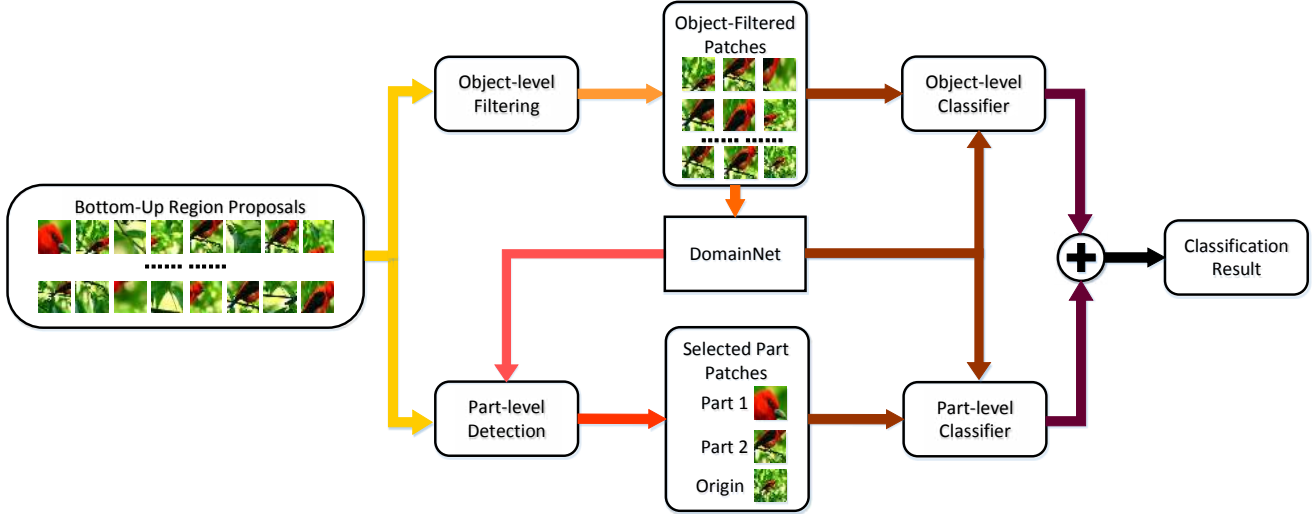 Bottom-Up Region Proposals
Object-level
Filtering
Object-Filtered
Patches
Object-level
Classifier
DomainNet
Part-level
Detection
Selected Part
Patches
Part 1
Part 2
Origin
Part-level
Classifier
Classification
Result